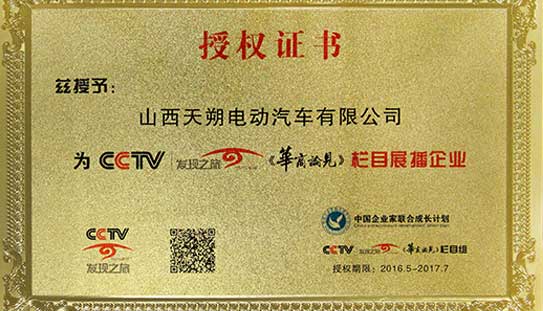 授权证书
兹授予：
山西天朔电动汽车有限公司
为 CCTV 发现之旅 《華商論見》 栏目展播企业
中国企业家联合成长计划
CCTV
发现之旅
CCTV 发现之旅 《華商論見》 栏目组
授权期限：2016.5-2017.7